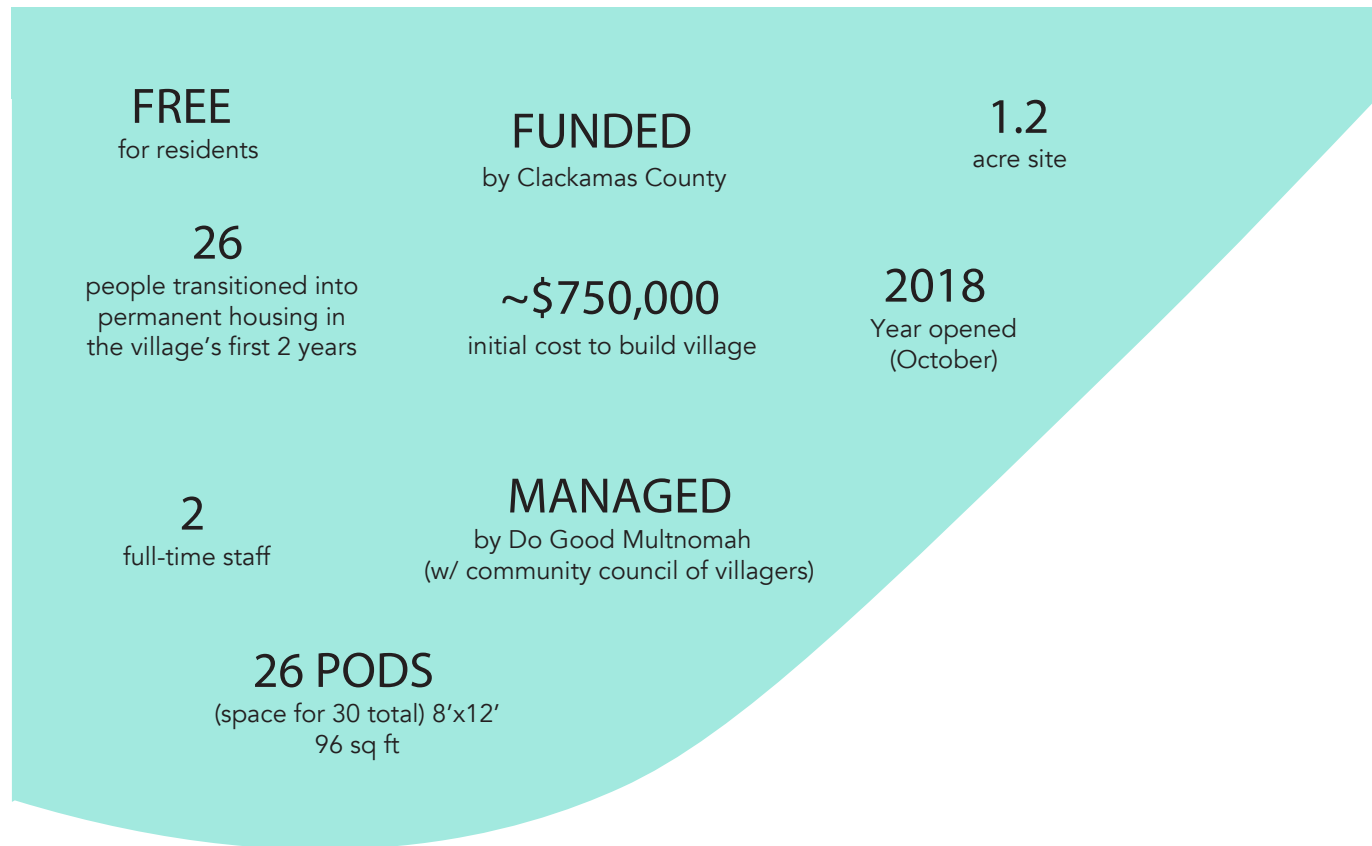 FREE
for residents
FUNDED
by Clackamas County
1.2
acre site
26
people transitioned into
permanent housing in
the village’s first 2 years
~$750,000
initial cost to build village
2018
Year opened
(October)
2
full-time staff
MANAGED
by Do Good Multnomah
(w/ community council of villagers)
26 PODS
(space for 30 total) 8’x12’
96 sq ft